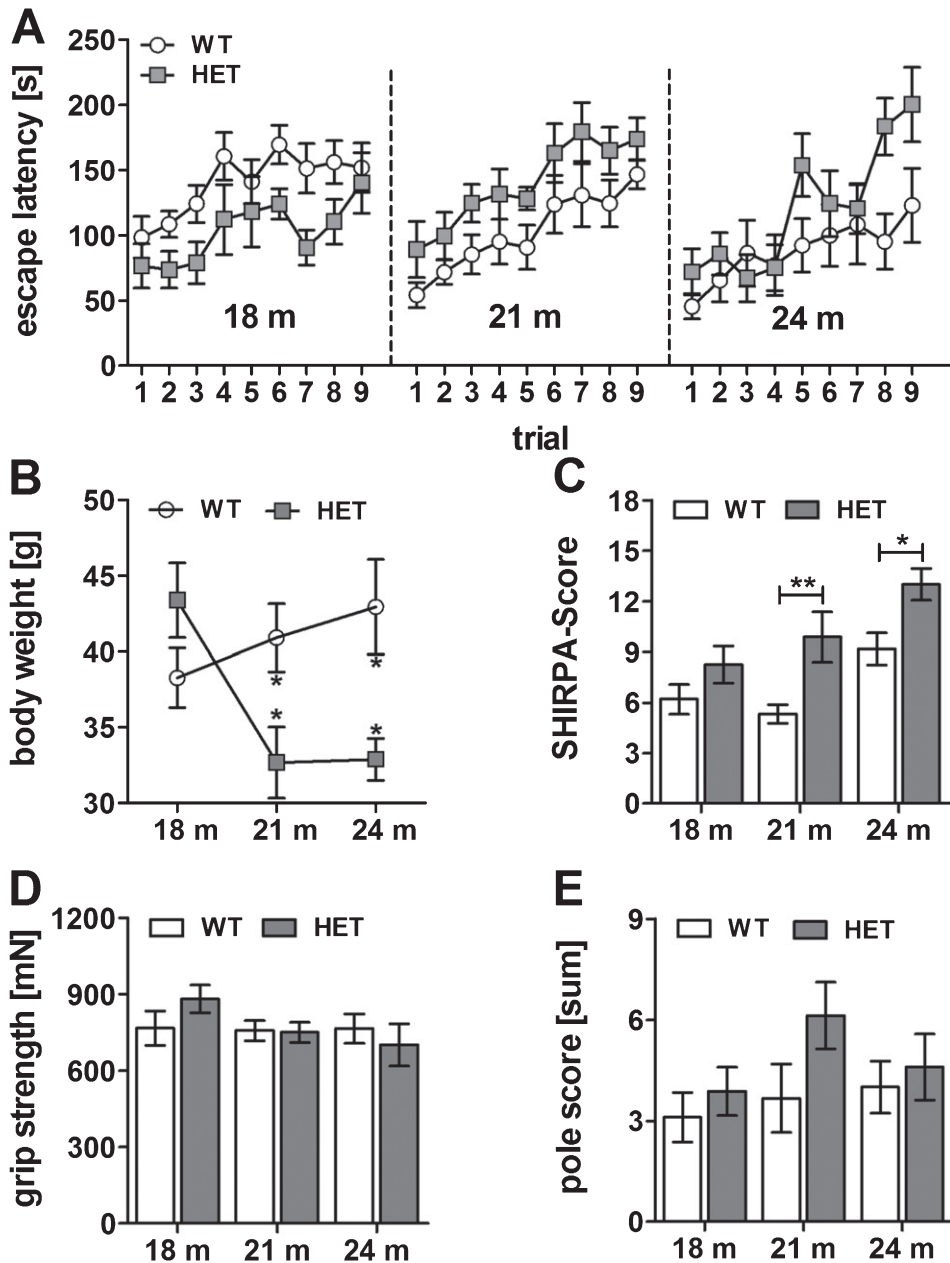 A
escape latency [s]
250
200
150
100
50
0
WT
HET
18 m
21 m
24 m
1 2 3 4 5 6 7 8 9 1 2 3 4 5 6 7 8 9 1 2 3 4 5 6 7 8 9
trial
B
body weight [g]
50
45
40
35
30
WT HET
*
*
*
*
18 m 21 m 24 m
C
SHIRPA-Score
18
15
12
9
6
3
0
WT HET
**
*
18 m 21 m 24 m
D
grip strength [mN]
1200
900
600
300
0
WT HET
18 m 21 m 24 m
E
pole score [sum]
9
6
3
0
WT HET
18 m 21 m 24 m